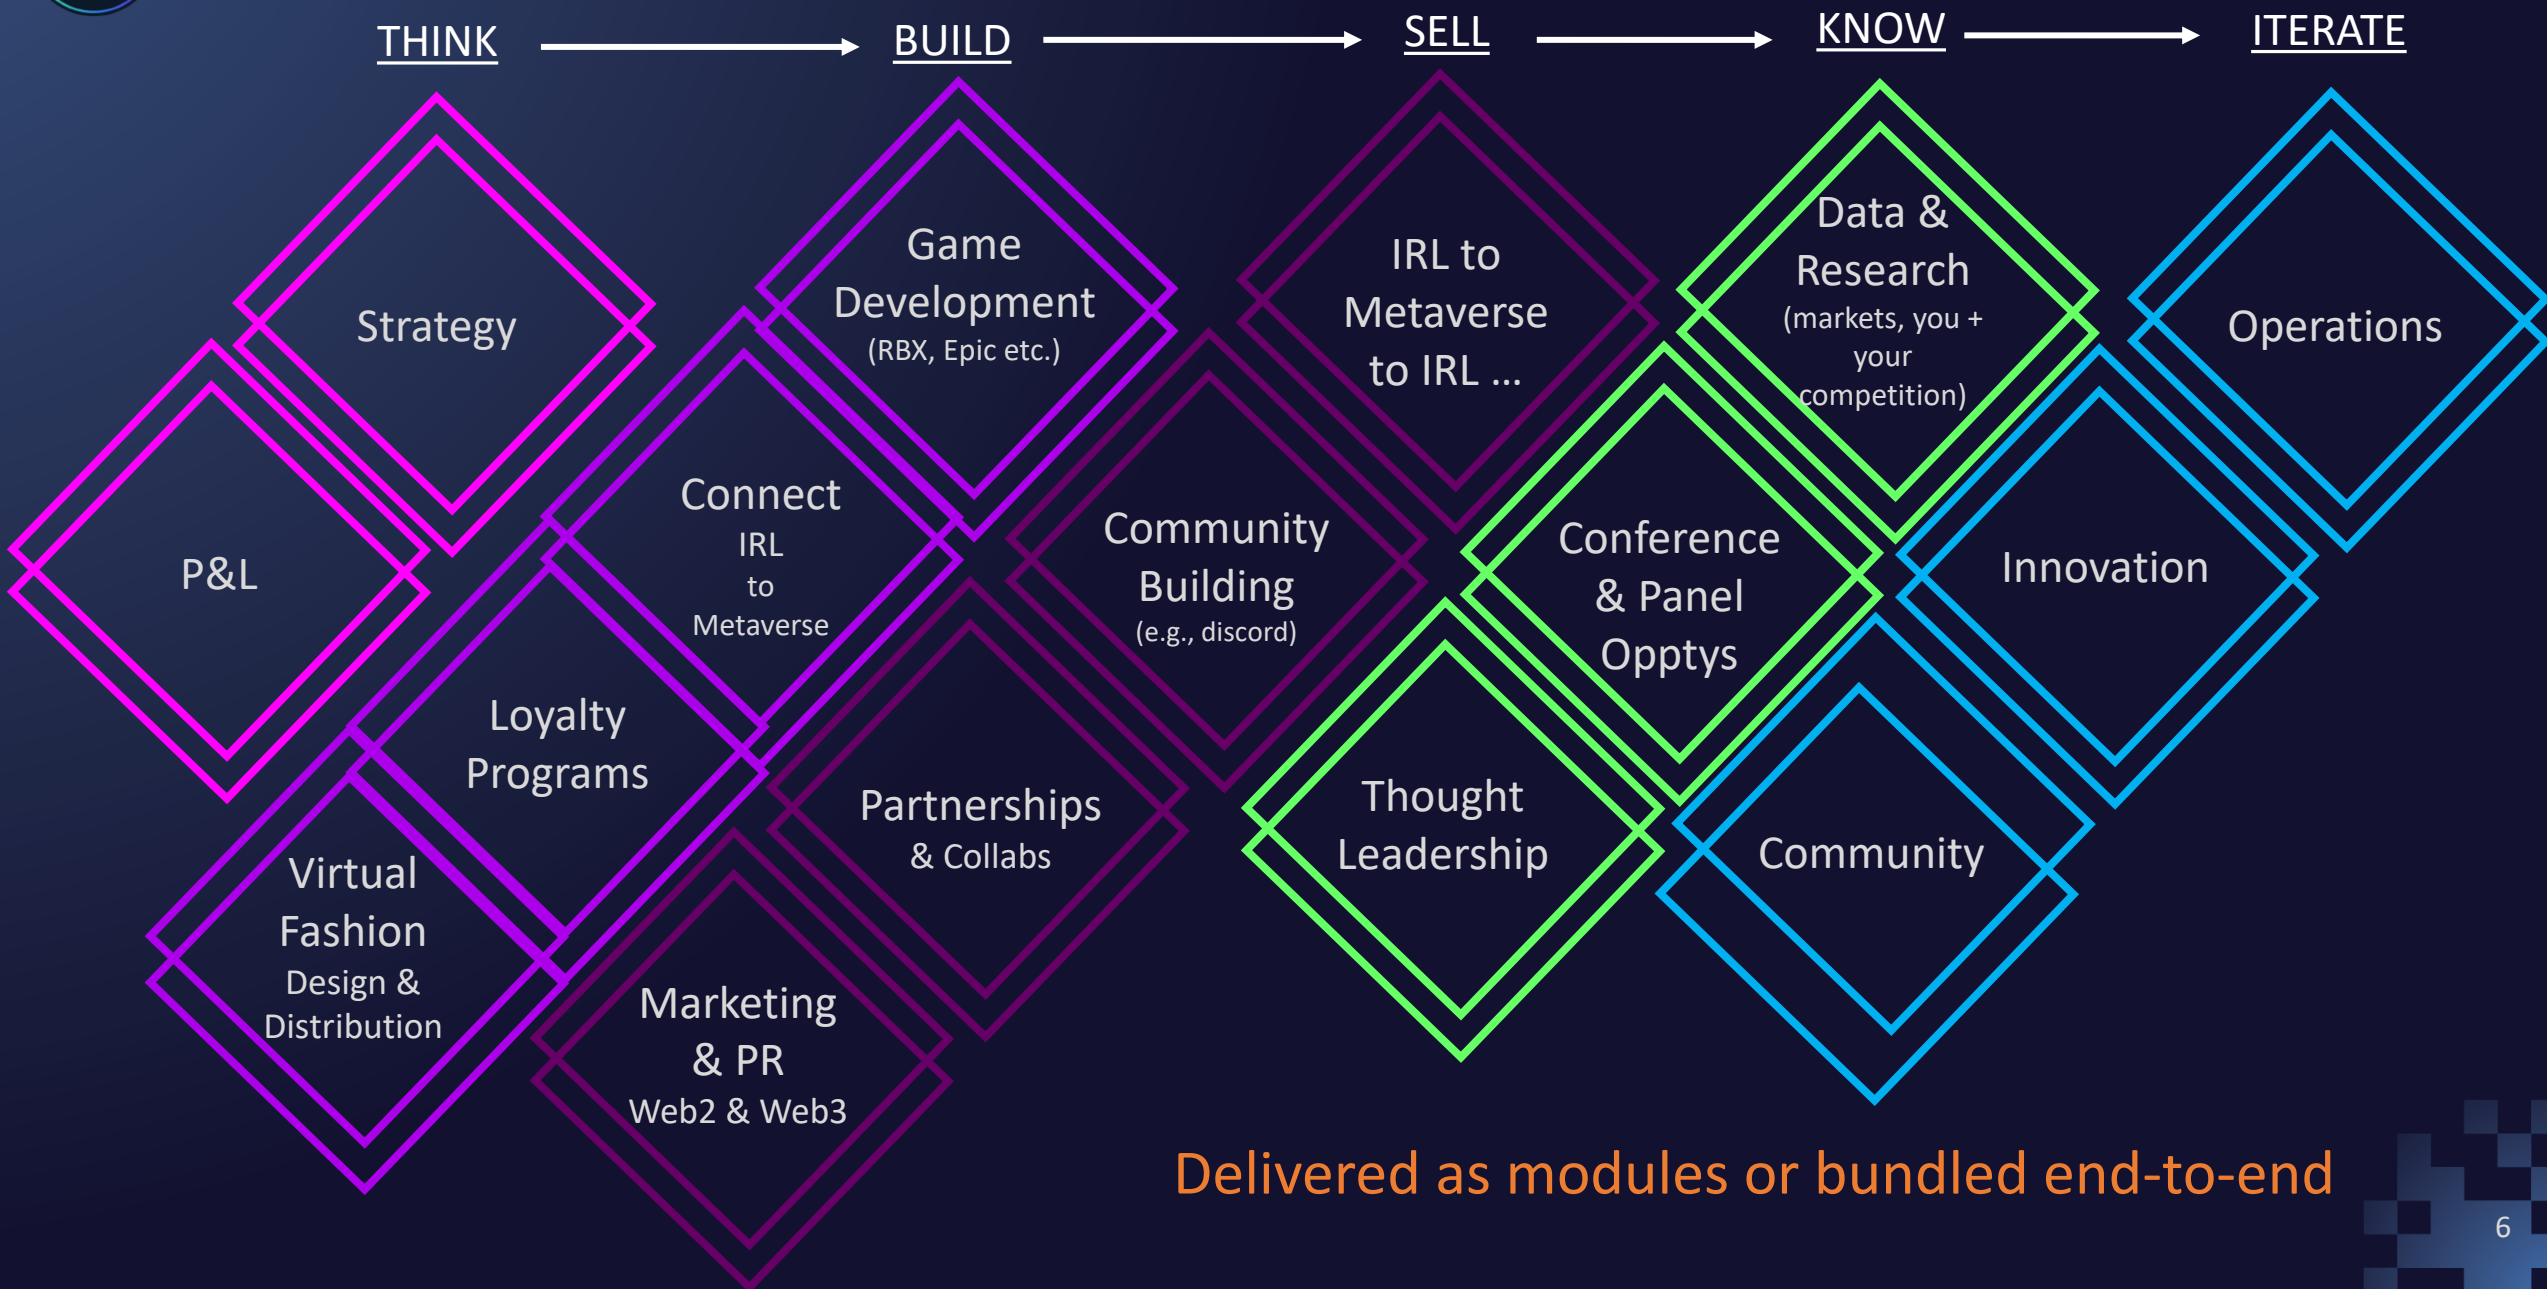 THINK
BUILD
SELL
KNOW
ITERATE
Strategy
P&L
Game
Development
(RBX, Epic etc.)
Connect
IRL
to
Metaverse
Loyalty
Programs
Virtual
Fashion
Design &
Distribution
IRL to
Metaverse
to IRL ...
Community
Building
(e.g., discord)
Partnerships
& Collabs
Marketing
& PR
Web2 & Web3
Data &
Research
(markets, you +
your
competition)
Conference
& Panel
Opptys
Thought
Leadership
Operations
Innovation
Community
Delivered as modules or bundled end-to-end
6